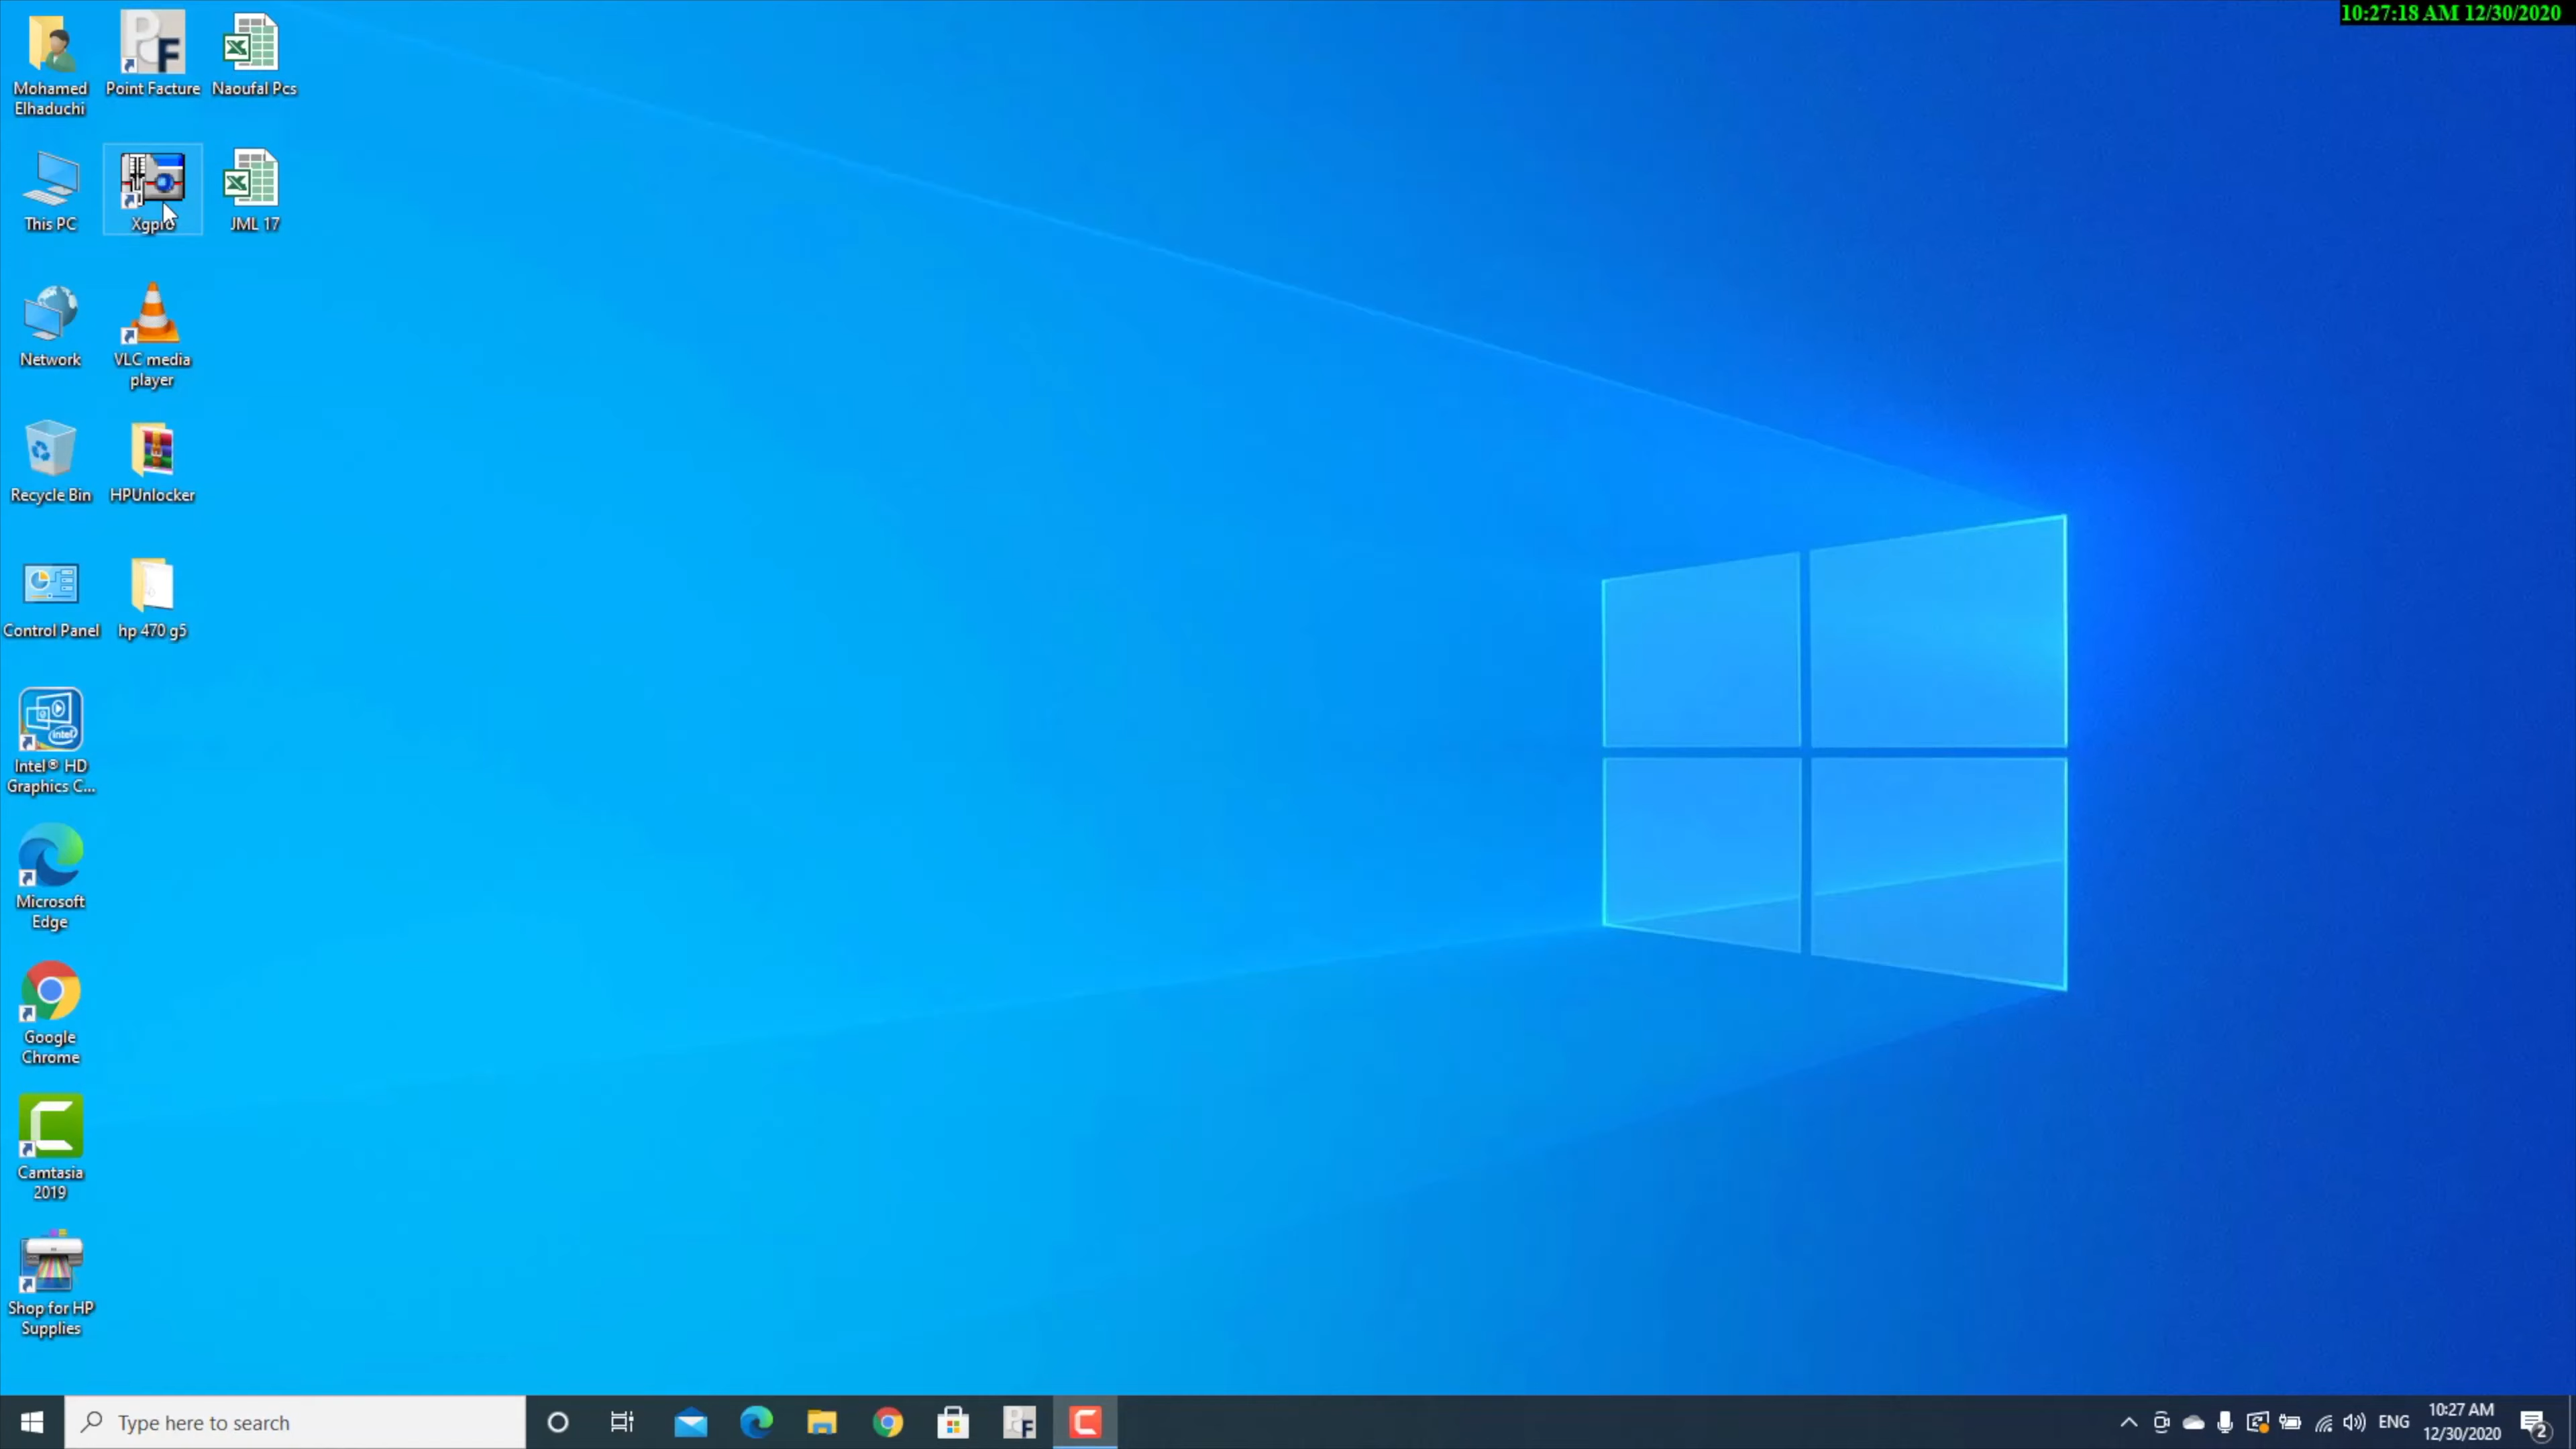 10:27:18 AM 12/30/2020
Mohamed
Elhaduchi
Point Facture
Naoufal Pcs
This PC
Xgpro
JML 17
Network
VLC media
player
Recycle Bin
HPUnlocker
Control Panel
hp 470 g5
Intel® HD
Graphics C...
Microsoft
Edge
Google
Chrome
Camtasia
2019
Shop for HP
Supplies
Type here to search
ENG
10:27 AM
12/30/2020
2